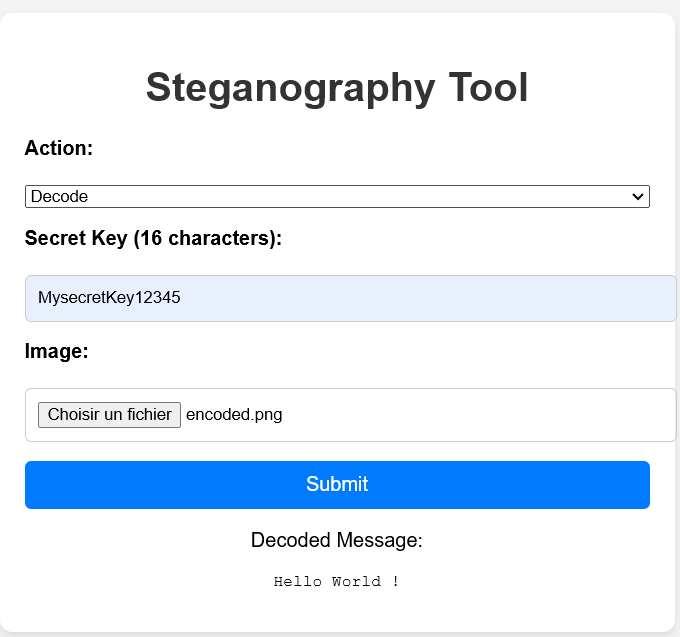 Steganography Tool
Action:
Decode
Secret Key (16 characters):
MysecretKey12345
Image:
Choisir un fichier encoded.png
Submit
Decoded Message:
Hello World !